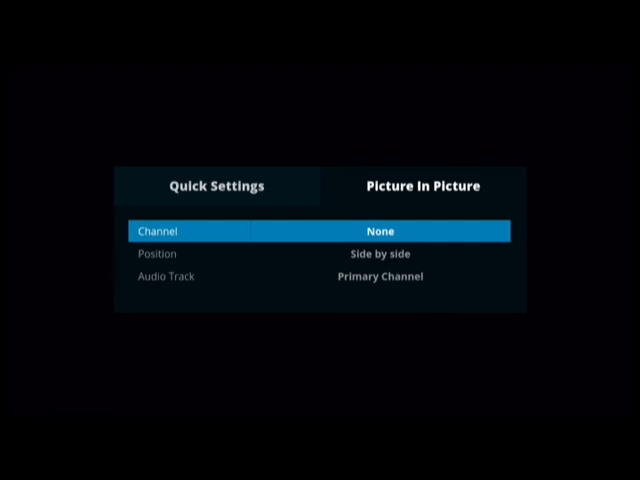 Quick Settings Picture In Picture
Channel None
Position Side by side
Audio Track Primary Channel